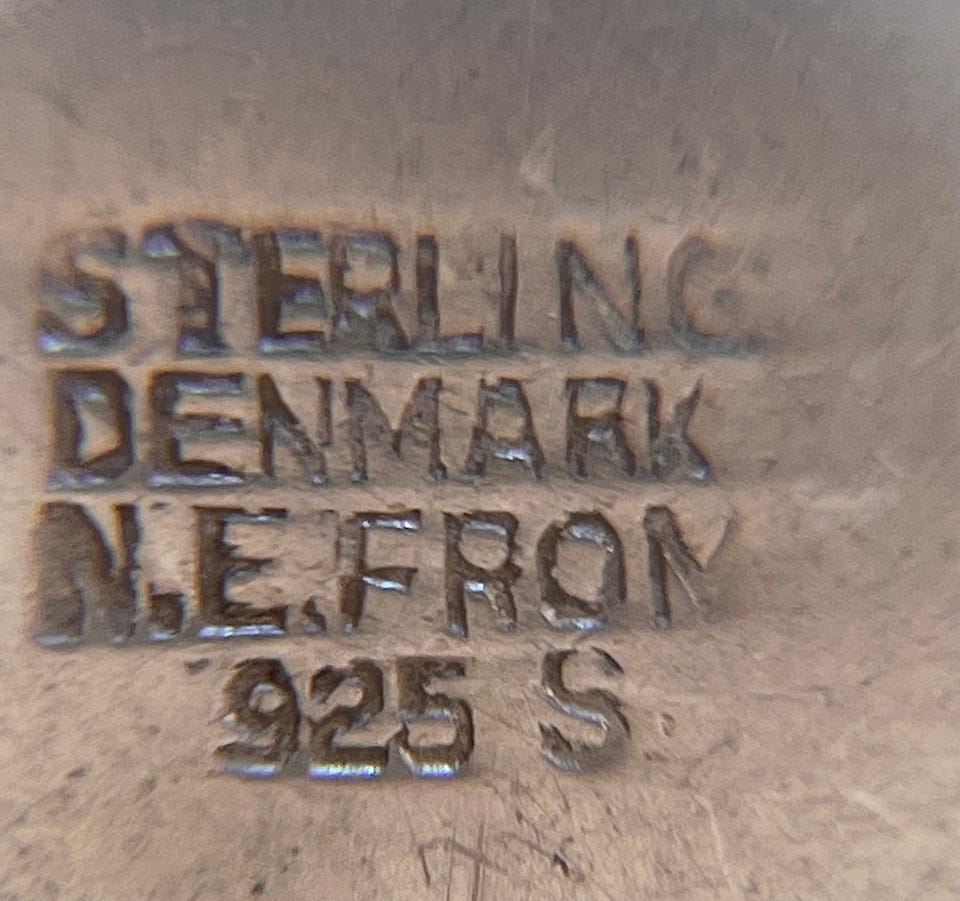 STERLING
DENMARK
N.E.FROM
925 S